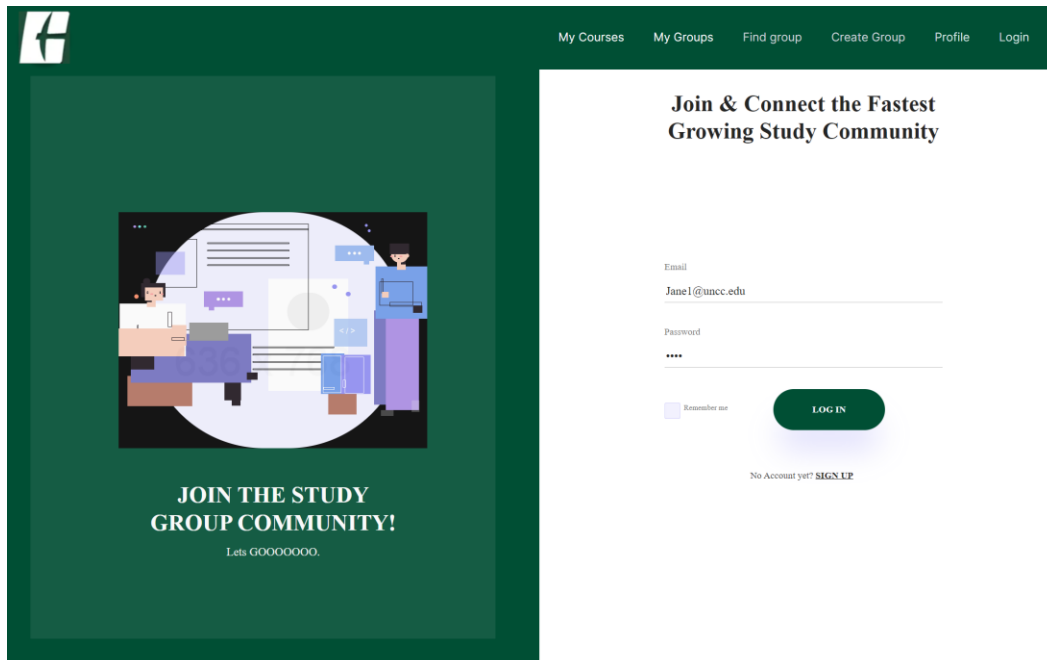 My Courses My Groups Find group Create Group Profile Login
Join & Connect the Fastest
Growing Study Community
Email
Jane1@uncc.edu
Password
••••
Remember me LOG IN
No Account yet? SIGN UP
</> 
JOIN THE STUDY
GROUP COMMUNITY!
Lets GOOOOOOO.